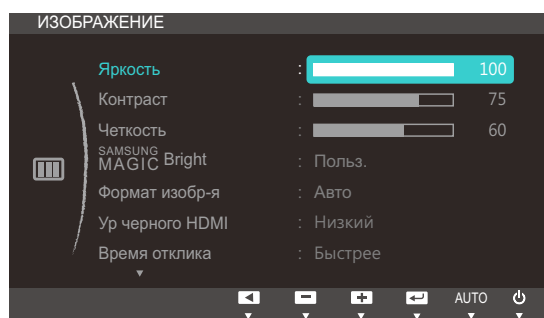 ИЗОБРАЖЕНИЕ
Яркость : 100
Контраст : 75
Четкость : 60
SAMSUNG
MAGIC Bright : Польз.
Формат изобр-я : Авто
Ур черного HDMI : Низкий
Время отклика : Быстрее
AUTO